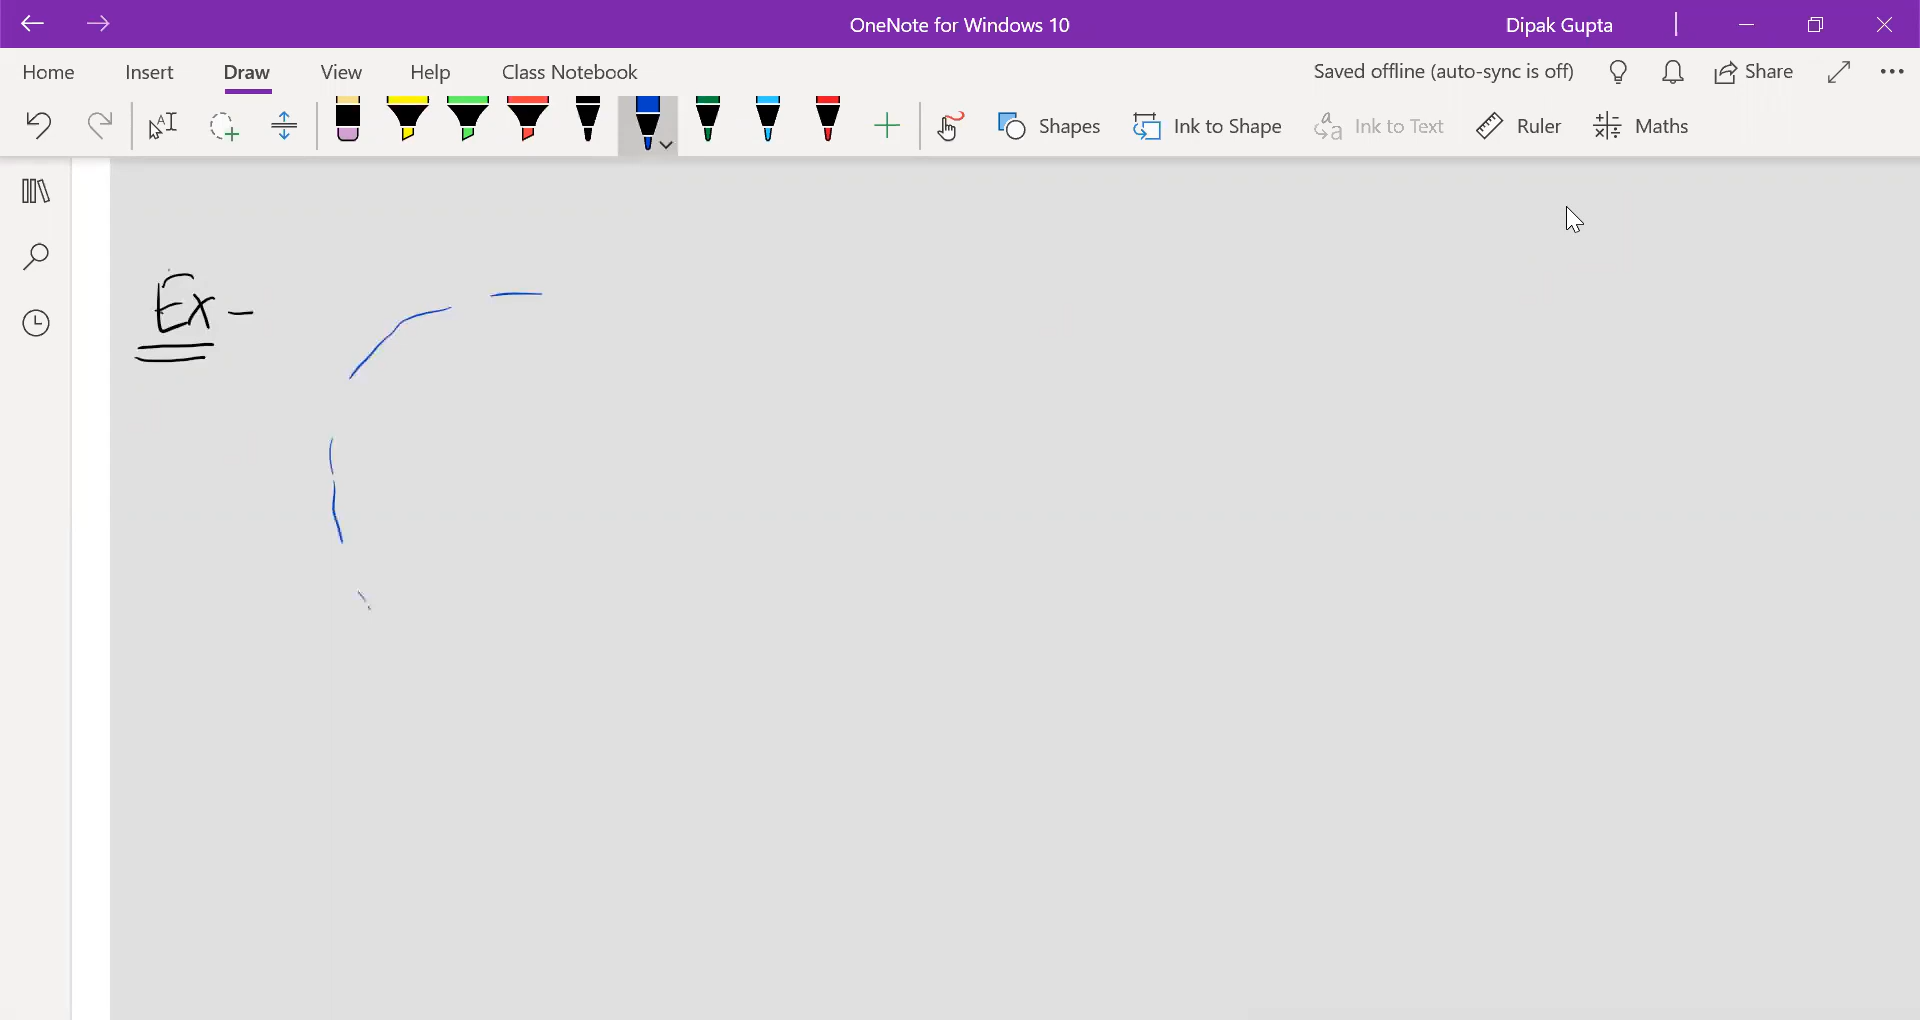 OneNote for Windows 10 Dipak Gupta
Home Insert Draw View Help Class Notebook Saved offline (auto-sync is off) Share
Shapes Ink to Shape Ink to Text Ruler Maths
Ex -